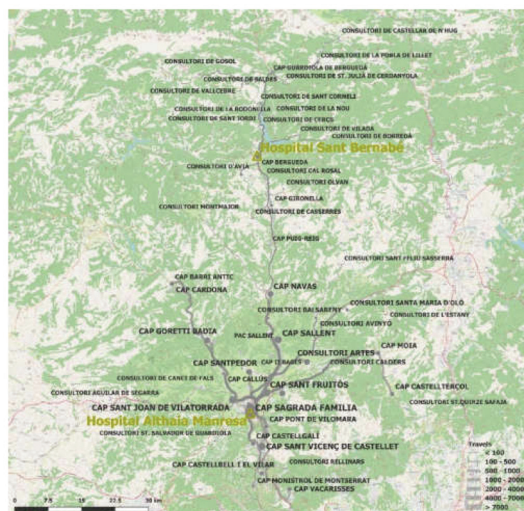 CONSULTORI DE CASTELLAR DE N'HUG
CONSULTORI DE LA POBLA DE LILLET
CONSULTORI DE GOSOL
CAP GUARDIOLA DE BERGUEDÀ
CONSULTORI DE ST. JULIÀ DE CERDANYOLA
CONSULTORI DE SALDES
CONSULTORI DE VALLCEBRE
CONSULTORI DE SANT CORNELI
CONSULTORI DE LA RODONELLA
CONSULTORI DE LA NOU
CONSULTORI DE SANT JORDI
CONSULTORI DE CERCS
CONSULTORI DE VILADA
CONSULTORI DE BORREDÀ
Hospital Sant Bernabé
CAP BERGUEDA
CONSULTORI D'AVIA
CONSULTORI CAL ROSAL
CONSULTORI OLVAN
CAP GIRONELLA
CONSULTORI MONTMAJOR
CONSULTORI DE CASSERRES
CAP PUIG-REIG
CONSULTORI SANT FELIU SASSERRA
CAP BARRI ANTIC
CAP CARDONA
CAP NAVAS
CONSULTORI SANTA MARIA D'OLÓ
CONSULTORI BALSARENY
CONSULTORI DE L'ESTANY
CONSULTORI AVINYÓ
CAP GORETTI BADIA
PAC SALLENT
CAP SALLENT
CAP MOIA
CONSULTORI ARTES
CAP SANTPEDOR
CONSULTORI CALDERS
CONSULTORI DE CANET DE FALS
CAP CALLÚS
CAP SANT FRUITÓS
CAP CASTELLTERÇOL
CONSULTORI AGUILAR DE SEGARRA
CONSULTORI ST.QUIRZE SAFAJA
CAP SANT JOAN DE VILATORRADA
CAP SAGRADA FAMILIA
Hospital Althaia Manresa
CAP PONT DE VILOMARA
CONSULTORI ST. SALVADOR DE GUARDIOLA
CAP CASTELLGALÍ
CAP SANT VICENÇ DE CASTELLET
CAP CASTELLBELL I EL VILAR
CONSULTORI RELLINARS
CAP MONISTROL DE MONTSERRAT
CAP VACARISSES
Travels
< 100
100 - 500
500 - 1000
1000 - 2000
2000 - 4000
4000 - 7000
> 7000
0 7.5 15 22.5 30 km